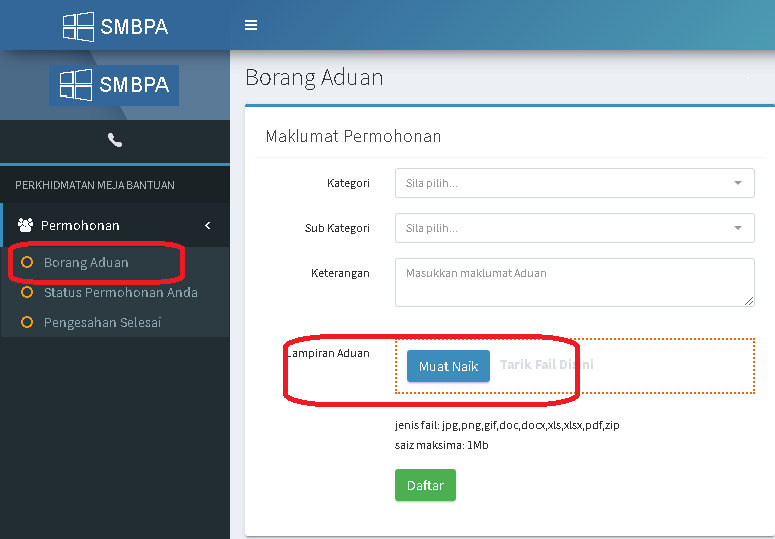 SMBPA
SMBPA
PERKHIDMATAN MEJA BANTUAN
Permohonan
Borang Aduan
Status Permohonan Anda
Pengesahan Selesai
Borang Aduan
Maklumat Permohonan
Kategori
Sila pilih...
Sub Kategori
Sila pilih...
Keterangan
Masukkan maklumat Aduan
Lampiran Aduan
Muat Naik
Tarik Fail Disini
jenis fail: jpg,png,gif,doc,docx,xls,xlsx,pdf,zip
saiz maksima: 1Mb
Daftar